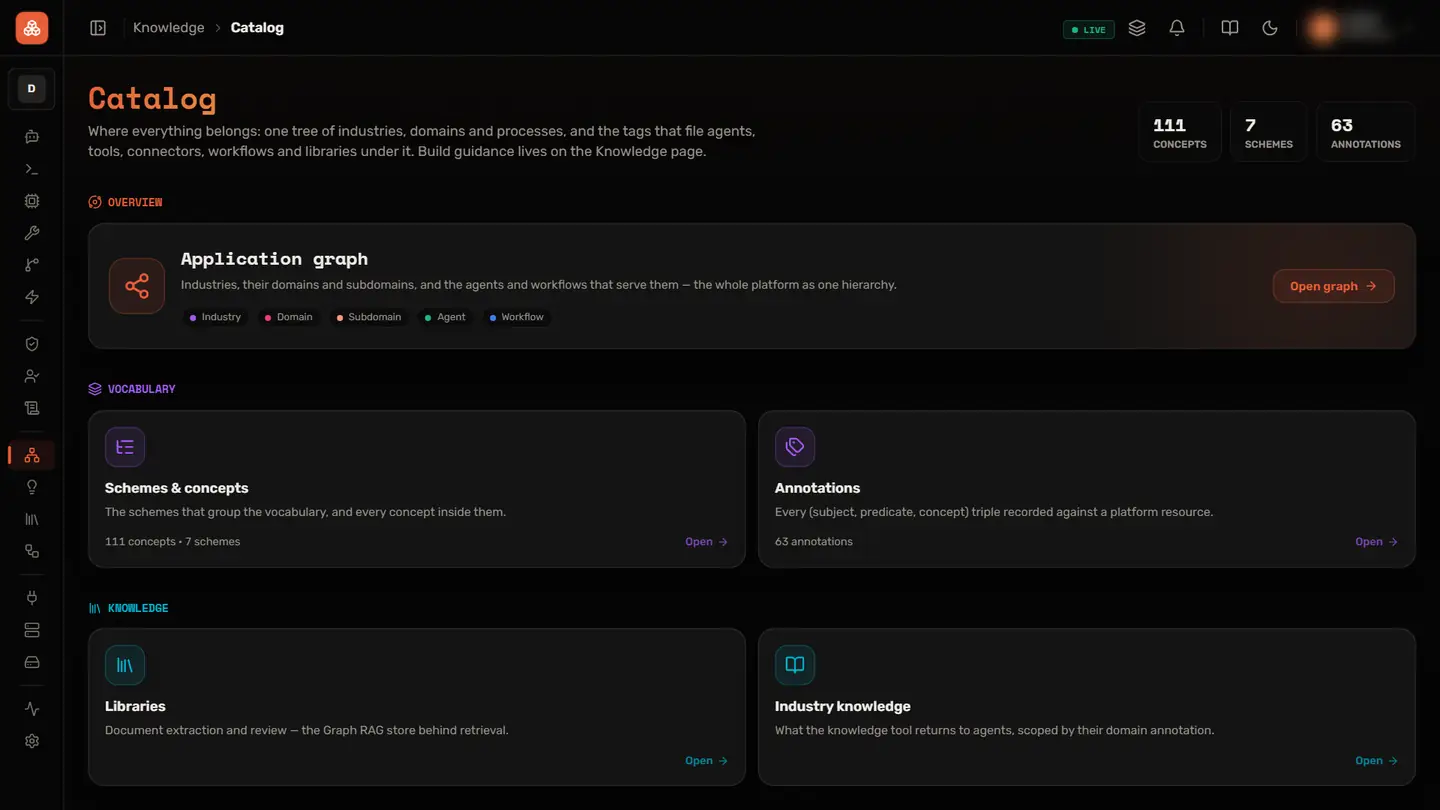 Knowledge > Catalog
LIVE
D
Catalog
Where everything belongs: one tree of industries, domains and processes, and the tags that file agents,
tools, connectors, workflows and libraries under it. Build guidance lives on the Knowledge page.
111
CONCEPTS
7
SCHEMES
63
ANNOTATIONS
OVERVIEW
Application graph
Industries, their domains and subdomains, and the agents and workflows that serve them — the whole platform as one hierarchy.
Industry Domain Subdomain Agent Workflow
Open graph →
VOCABULARY
Schemes & concepts
The schemes that group the vocabulary, and every concept inside them.
111 concepts • 7 schemes
Open →
Annotations
Every (subject, predicate, concept) triple recorded against a platform resource.
63 annotations
Open →
KNOWLEDGE
Libraries
Document extraction and review — the Graph RAG store behind retrieval.
Open →
Industry knowledge
What the knowledge tool returns to agents, scoped by their domain annotation.
Open →